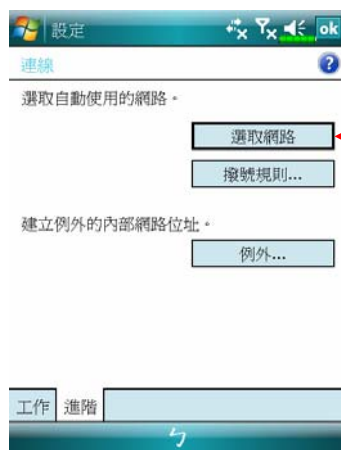 設定 ok
連線 ?
選取自動使用的網路。
選取網路
撥號規則...
建立例外的內部網路位址。
例外...
工作 進階
ㄅ